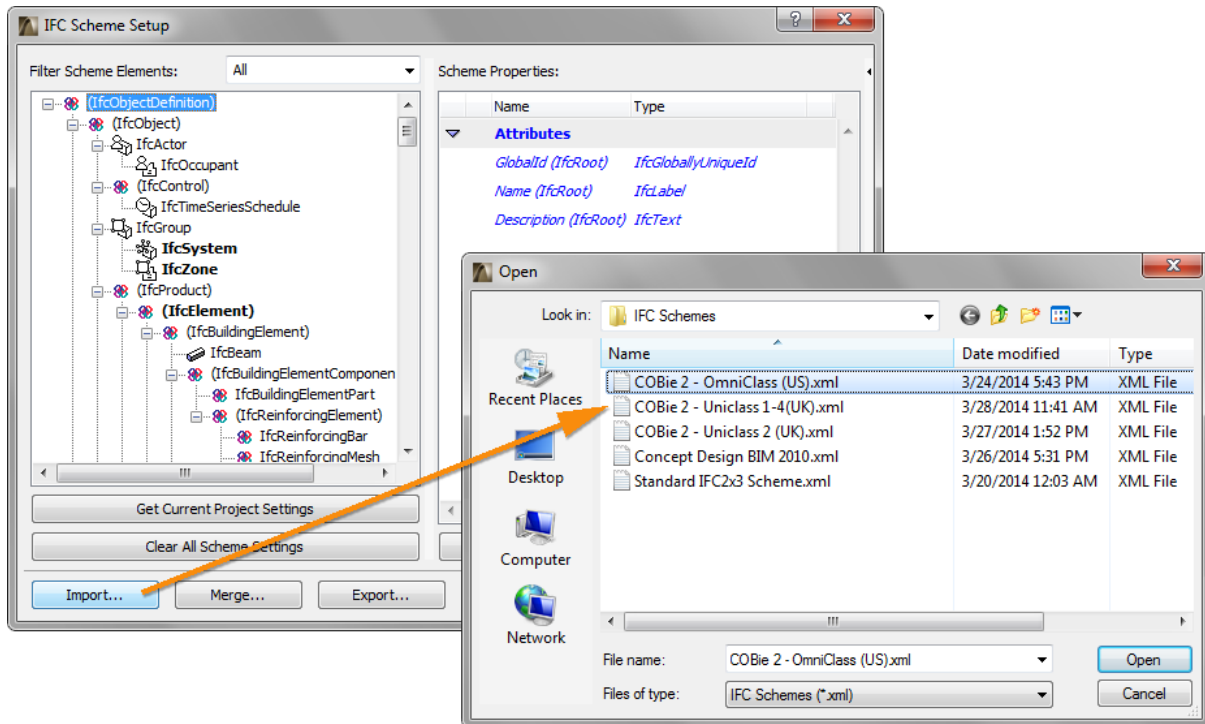 IFC Scheme Setup
Filter Scheme Elements: All
(IfcObjectDefinition)
(IfcObject)
IfcActor
IfcOccupant
(IfcControl)
IfcTimeSeriesSchedule
IfcGroup
IfcSystem
IfcZone
(IfcProduct)
(IfcElement)
(IfcBuildingElement)
IfcBeam
(IfcBuildingElementComponen
IfcBuildingElementPart
(IfcReinforcingElement)
IfcReinforcingBar
IfcReinforcingMesh
Get Current Project Settings
Clear All Scheme Settings
Import... Merge... Export...
Scheme Properties:
Name Type
Attributes
GlobalId (IfcRoot) IfcGloballyUniqueId
Name (IfcRoot) IfcLabel
Description (IfcRoot) IfcText
Open
Look in: IFC Schemes
Recent Places
Desktop
Computer
Network
Name Date modified Type
COBie 2 - OmniClass (US).xml 3/24/2014 5:43 PM XML File
COBie 2 - Uniclass 1-4(UK).xml 3/28/2014 11:41 AM XML File
COBie 2 - Uniclass 2 (UK).xml 3/27/2014 1:52 PM XML File
Concept Design BIM 2010.xml 3/26/2014 5:31 PM XML File
Standard IFC2x3 Scheme.xml 3/20/2014 12:03 AM XML File
File name: COBie 2 - OmniClass (US).xml Open
Files of type: IFC Schemes (*.xml) Cancel